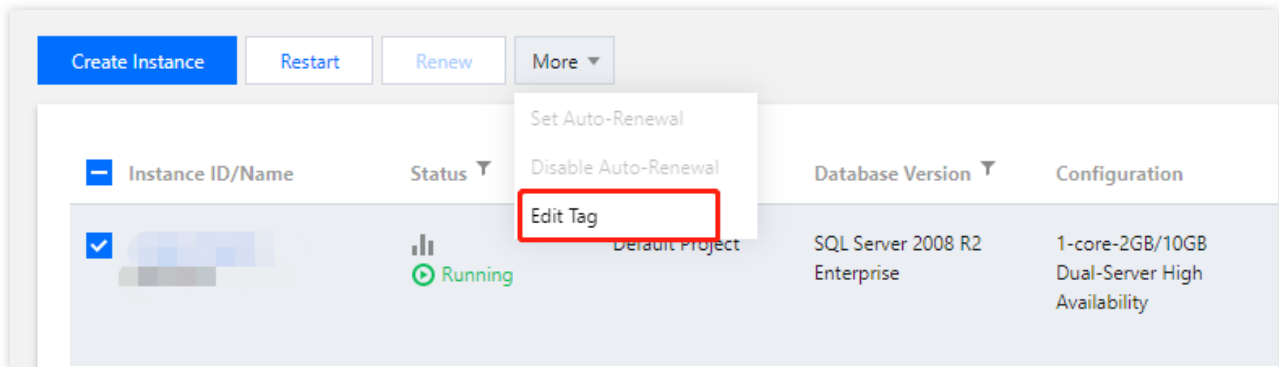 Create Instance Restart Renew More
Set Auto-Renewal
Disable Auto-Renewal
Edit Tag
Instance ID/Name Status Database Version Configuration
Default Project SQL Server 2008 R2 1-core-2GB/10GB
Running Enterprise Dual-Server High
Availability